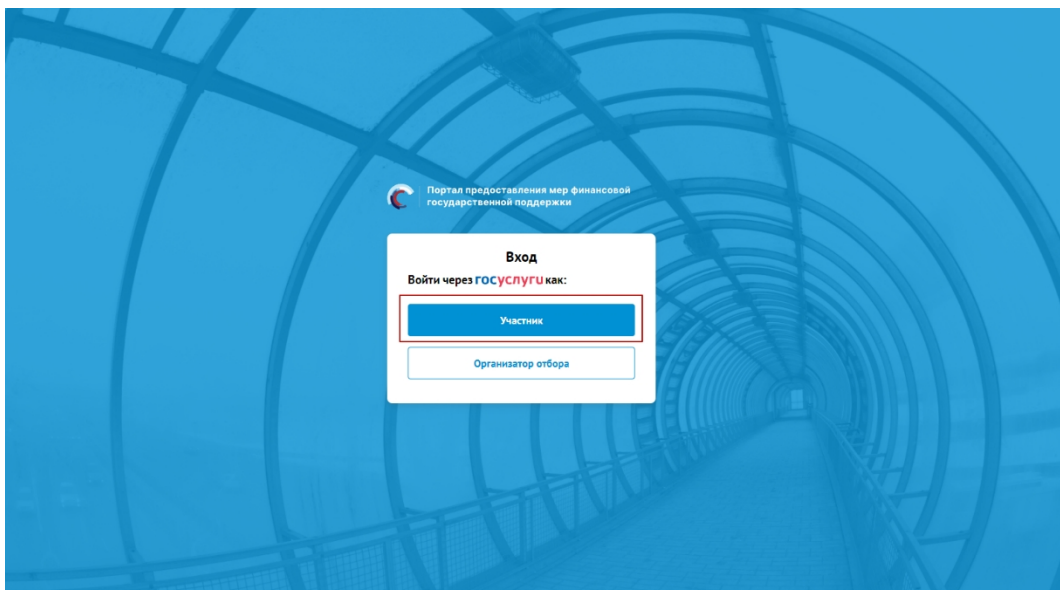 Портал предоставления мер финансовой
государственной поддержки
Вход
Войти через госуслуги как:
Участник
Организатор отбора